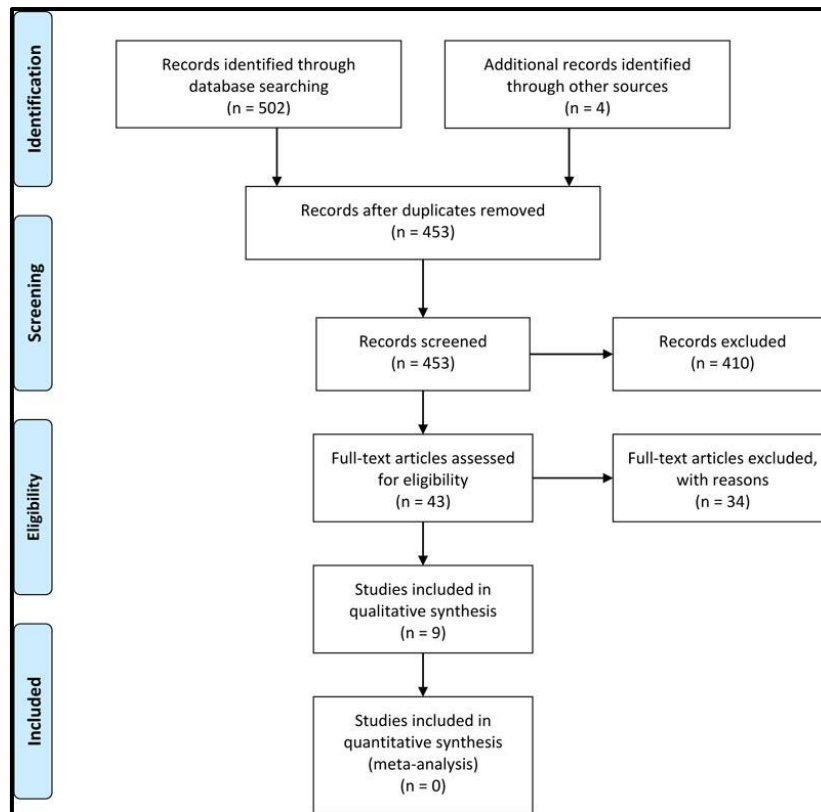 Identification
Records identified through
database searching
(n = 502)
Additional records identified
through other sources
(n = 4)
Records after duplicates removed
(n = 453)
Screening
Records screened
(n = 453)
Records excluded
(n = 410)
Eligibility
Full-text articles assessed
for eligibility
(n = 43)
Full-text articles excluded,
with reasons
(n = 34)
Studies included in
qualitative synthesis
(n = 9)
Included
Studies included in
quantitative synthesis
(meta-analysis)
(n = 0)